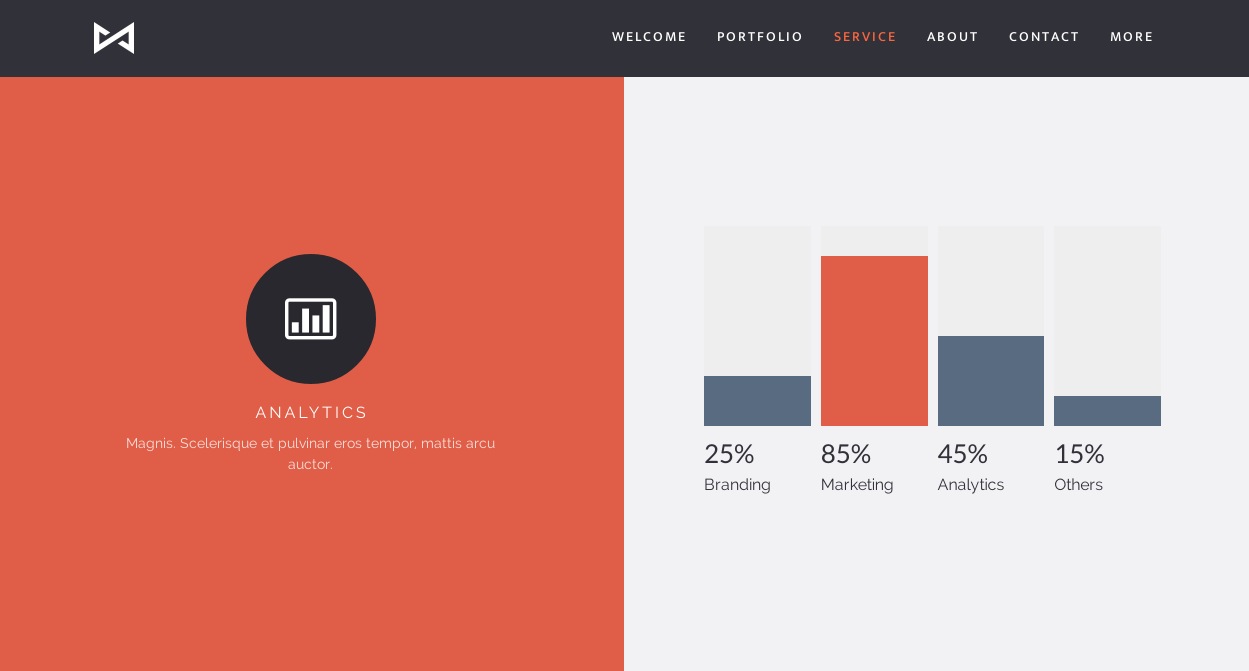 WELCOME PORTFOLIO SERVICE ABOUT CONTACT MORE
ANALYTICS
Magnis. Scelerisque et pulvinar eros tempor, mattis arcu
auctor.
25% 85% 45% 15%
Branding Marketing Analytics Others